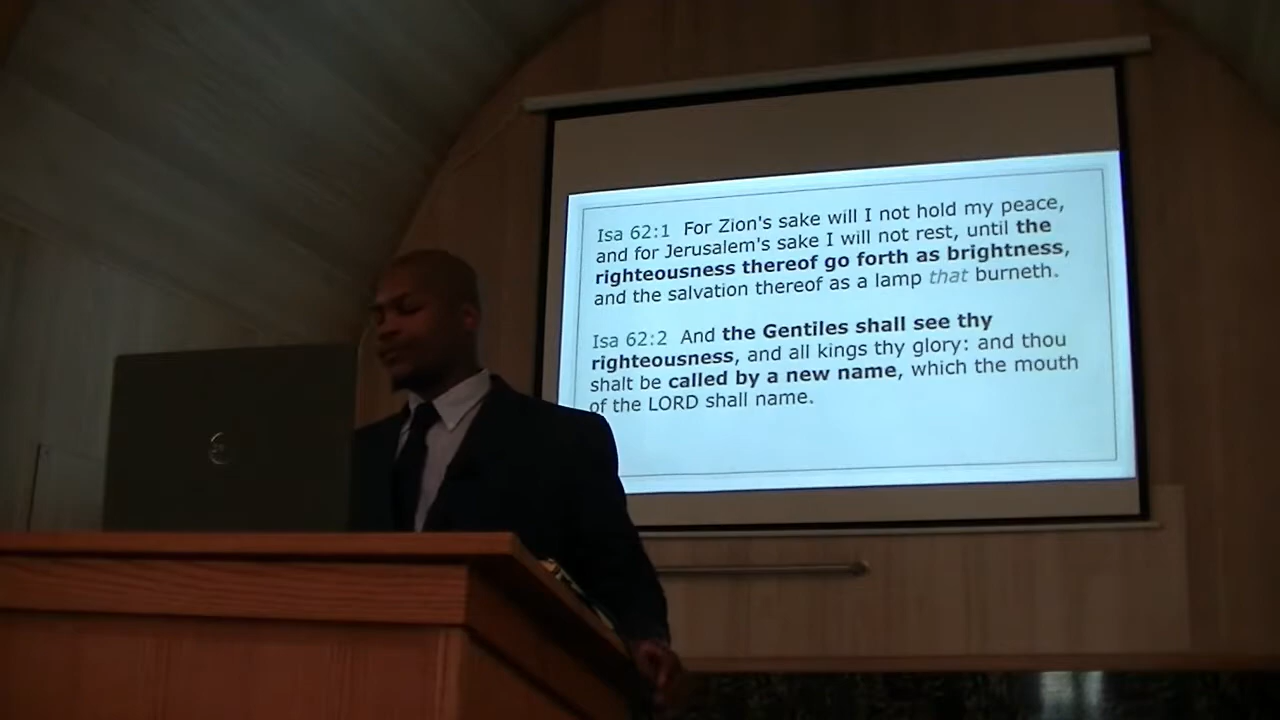 Isa 62:1 For Zion's sake will I not hold my peace,
and for Jerusalem's sake I will not rest, until the
righteousness thereof go forth as brightness,
and the salvation thereof as a lamp that burneth.
Isa 62:2 And the Gentiles shall see thy
righteousness, and all kings thy glory: and thou
shalt be called by a new name, which the mouth
of the LORD shall name.